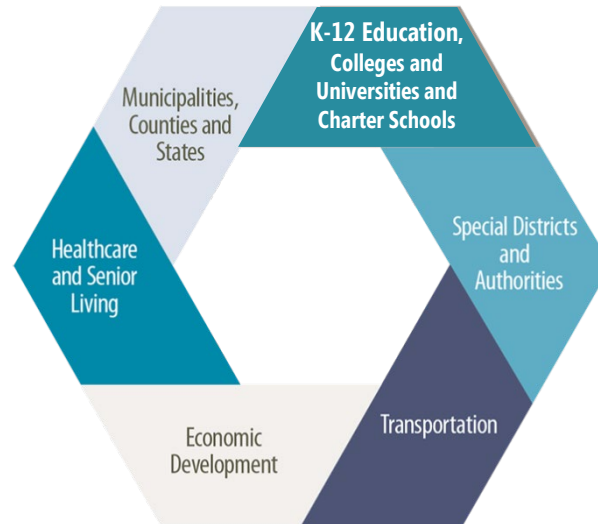 K-12 Education,
Colleges and
Universities and
Charter Schools
Municipalities,
Counties and
States
Special Districts
and
Authorities
Healthcare
and Senior
Living
Transportation
Economic
Development